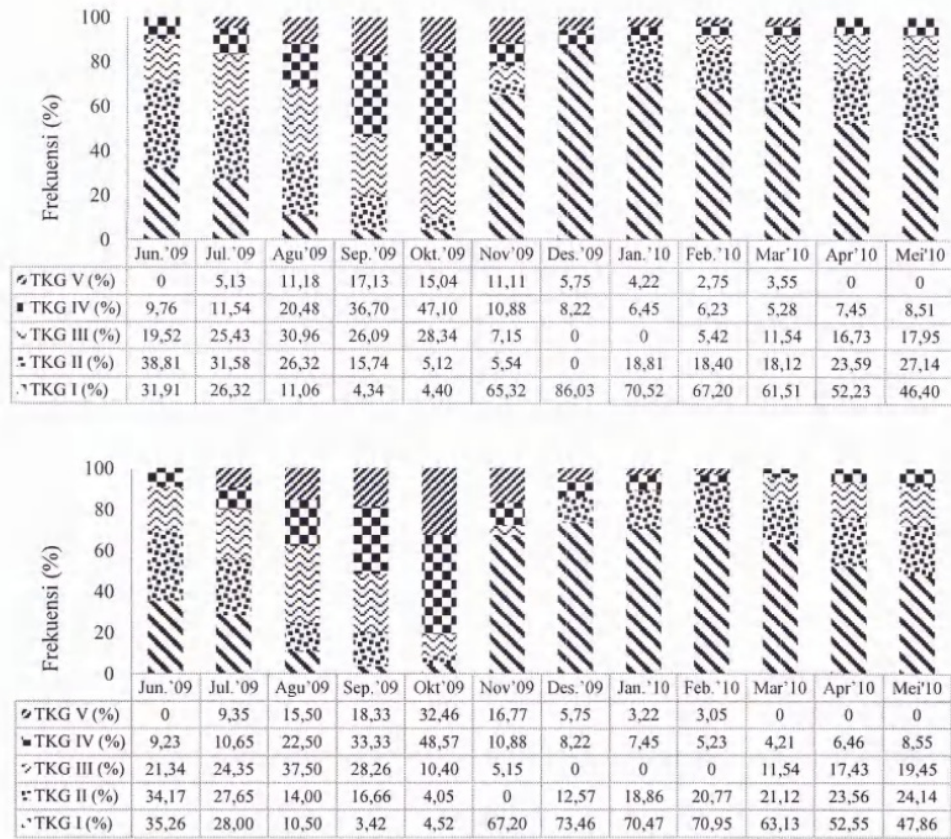 100
80
60
40
20
0
Frekuensi (%)
Jun.'09 Jul.'09 Agu'09 Sep.'09 Okt.'09 Nov'09 Des.'09 Jan.'10 Feb.'10 Mar'10 Apr'10 Mei'10
TKG V (%) 0 5,13 11,18 17,13 15,04 11,11 5,75 4,22 2,75 3,55 0 0
TKG IV (%) 9,76 11,54 20,48 36,70 47,10 10,88 8,22 6,45 6,23 5,28 7,45 8,51
TKG III (%) 19,52 25,43 30,96 26,09 28,34 7,15 0 0 5,42 11,54 16,73 17,95
TKG II (%) 38,81 31,58 26,32 15,74 5,12 5,54 0 18,81 18,40 18,12 23,59 27,14
TKG I (%) 31,91 26,32 11,06 4,34 4,40 65,32 86,03 70,52 67,20 61,51 52,23 46,40
100
80
60
40
20
0
Frekuensi (%)
Jun.'09 Jul.'09 Agu'09 Sep.'09 Okt'09 Nov'09 Des.'09 Jan.'10 Feb.'10 Mar'10 Apr'10 Mei'10
TKG V (%) 0 9,35 15,50 18,33 32,46 16,77 5,75 3,22 3,05 0 0 0
TKG IV (%) 9,23 10,65 22,50 33,33 48,57 10,88 8,22 7,45 5,23 4,21 6,46 8,55
TKG III (%) 21,34 24,35 37,50 28,26 10,40 5,15 0 0 0 11,54 17,43 19,45
TKG II (%) 34,17 27,65 14,00 16,66 4,05 0 12,57 18,86 20,77 21,12 23,56 24,14
TKG I (%) 35,26 28,00 10,50 3,42 4,52 67,20 73,46 70,47 70,95 63,13 52,55 47,86